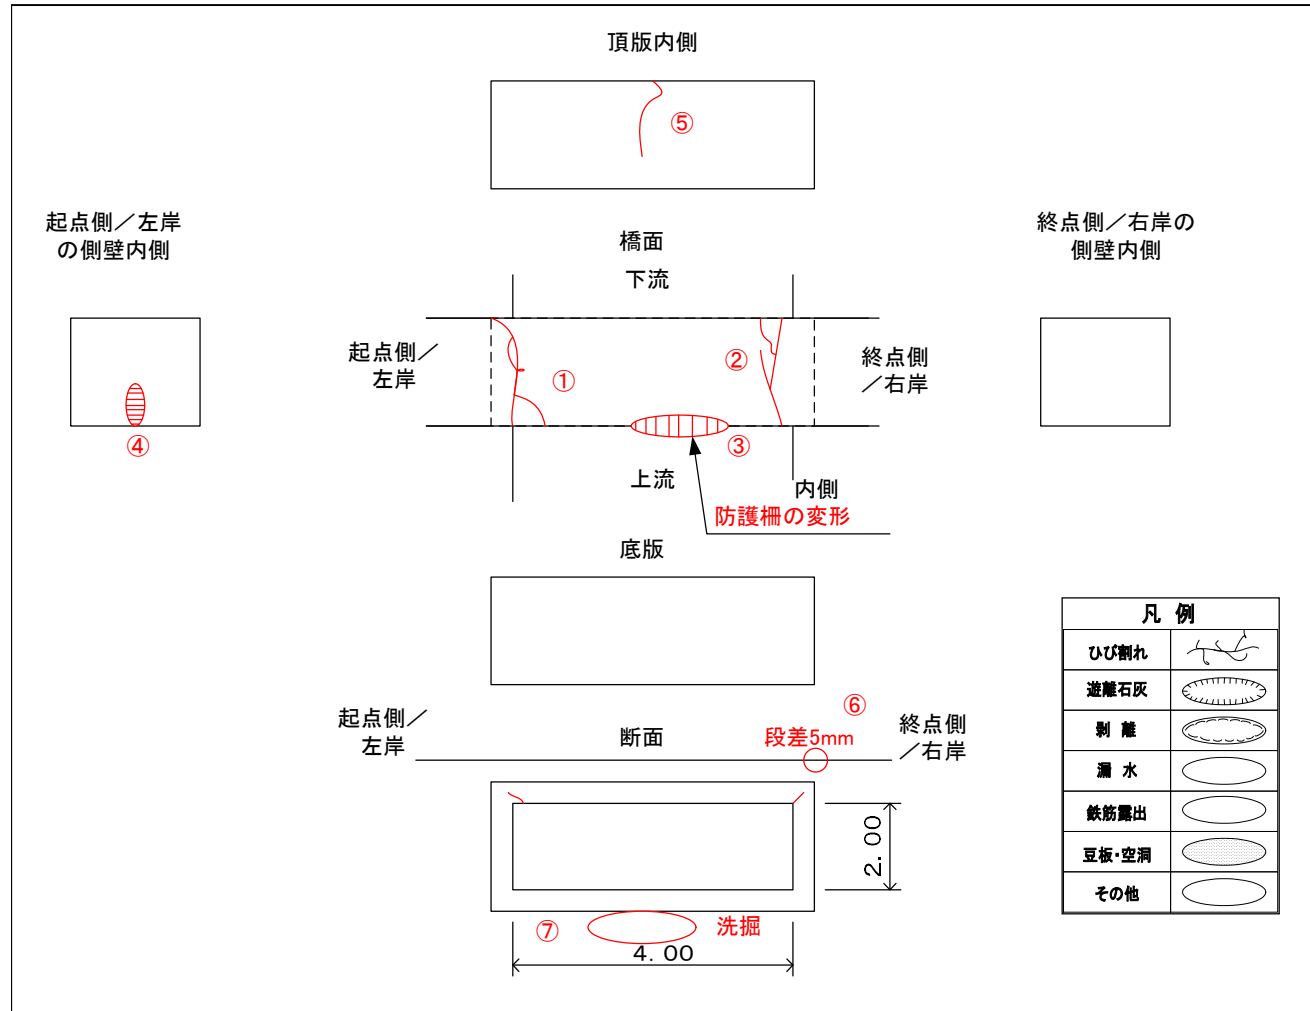 頂版内側
⑤
起点側／左岸
の側壁内側
橋面
下流
終点側／右岸の
側壁内側
起点側／
左岸
①
②
終点側
／右岸
④
③
上流
内側
防護柵の変形
底版
起点側／
左岸
断面
⑥
段差5mm
終点側
／右岸
2.00
⑦
洗掘
4.00
凡 例
ひび割れ
遊離石灰
剥 離
漏 水
鉄筋露出
豆板・空洞
その他